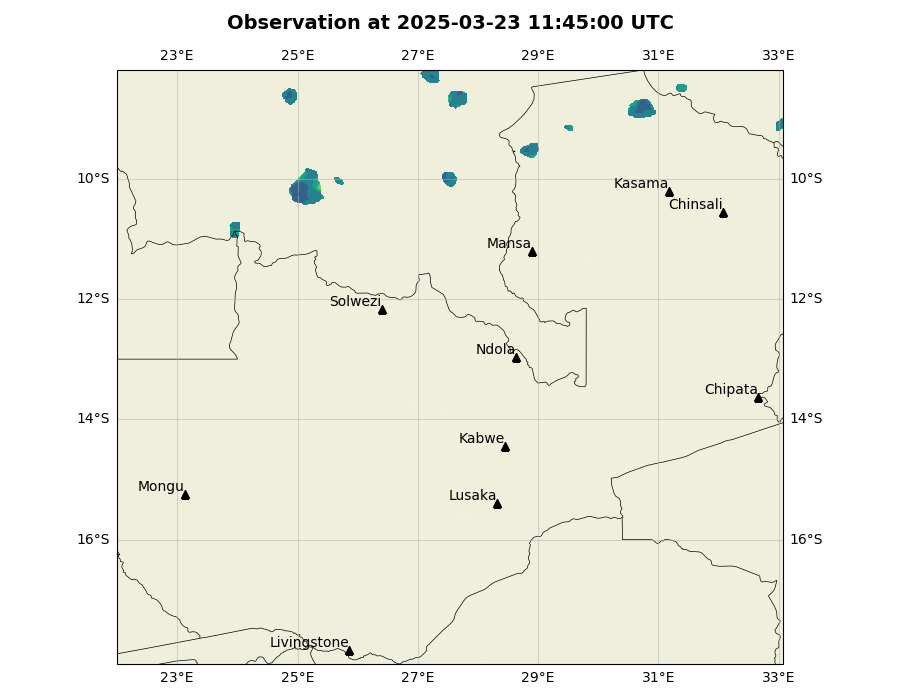 Observation at 2025-03-23 11:45:00 UTC
23°E 25°E 27°E 29°E 31°E 33°E
10°S 10°S
Kasama
Chinsali
Mansa
12°S 12°S
Solwezi
Ndola
Chipata
14°S 14°S
Kabwe
Mongu
Lusaka
16°S 16°S
Livingstone
23°E 25°E 27°E 29°E 31°E 33°E